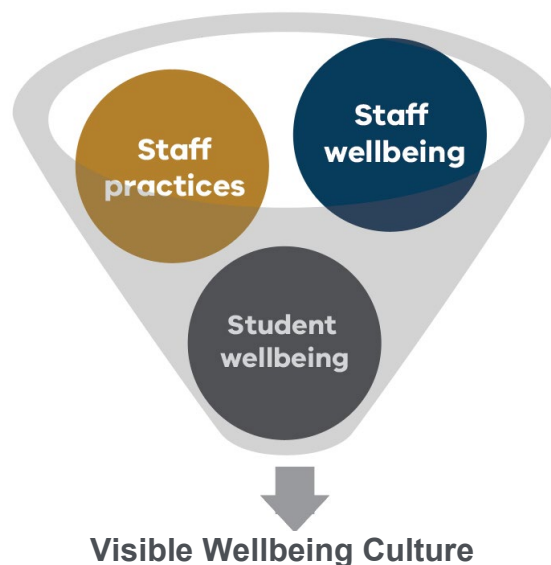 Staff
practices
Staff
wellbeing
Student
wellbeing
Visible Wellbeing Culture